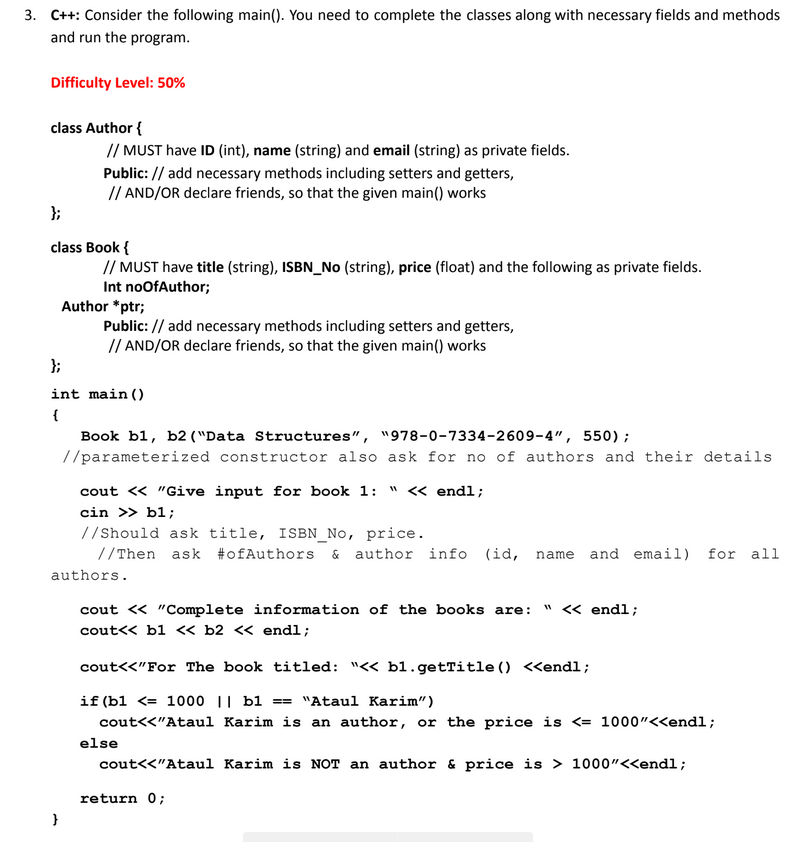 3. C++: Consider the following main(). You need to complete the classes along with necessary fields and methods
and run the program.
Difficulty Level: 50%
class Author {
// MUST have ID (int), name (string) and email (string) as private fields.
Public: // add necessary methods including setters and getters,
// AND/OR declare friends, so that the given main() works
};
class Book {
// MUST have title (string), ISBN_No (string), price (float) and the following as private fields.
Int noOfAuthor;
Author *ptr;
Public: // add necessary methods including setters and getters,
// AND/OR declare friends, so that the given main() works
};
int main()
{
Book b1, b2(“Data Structures”, “978-0-7334-2609-4”, 550);
//parameterized constructor also ask for no of authors and their details
cout << ”Give input for book 1: “ << endl;
cin >> b1;
//Should ask title, ISBN_No, price.
//Then ask #ofAuthors & author info (id, name and email) for all
authors.
cout << ”Complete information of the books are: “ << endl;
cout<< b1 << b2 << endl;
cout<<”For The book titled: “<< b1.getTitle() <<endl;
if(b1 <= 1000 || b1 == “Ataul Karim”)
cout<<”Ataul Karim is an author, or the price is <= 1000”<<endl;
else
cout<<”Ataul Karim is NOT an author & price is > 1000”<<endl;
return 0;
}